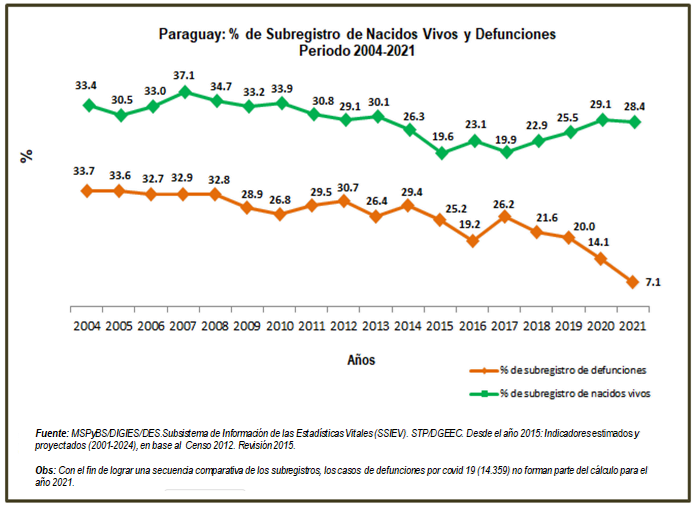 Paraguay: % de Subregistro de Nacidos Vivos y Defunciones
Periodo 2004-2021
%
33.4 30.5 33.0 37.1 34.7 33.2 33.9 30.8 29.1 30.1 26.3 19.6 23.1 19.9 22.9 25.5 29.1 28.4
33.7 33.6 32.7 32.9 32.8 28.9 26.8 29.5 30.7 26.4 29.4 25.2 19.2 26.2 21.6 20.0 14.1 7.1
2004 2005 2006 2007 2008 2009 2010 2011 2012 2013 2014 2015 2016 2017 2018 2019 2020 2021
Años
% de subregistro de defunciones
% de subregistro de nacidos vivos
Fuente: MSPyBS/DIGIES/DES.Subsistema de Información de las Estadísticas Vitales (SSIEV). STP/DGEEC. Desde el año 2015: Indicadores estimados y
proyectados (2001-2024), en base al Censo 2012. Revisión 2015.
Obs: Con el fin de lograr una secuencia comparativa de los subregistros, los casos de defunciones por covid 19 (14.359) no forman parte del cálculo para el
año 2021.